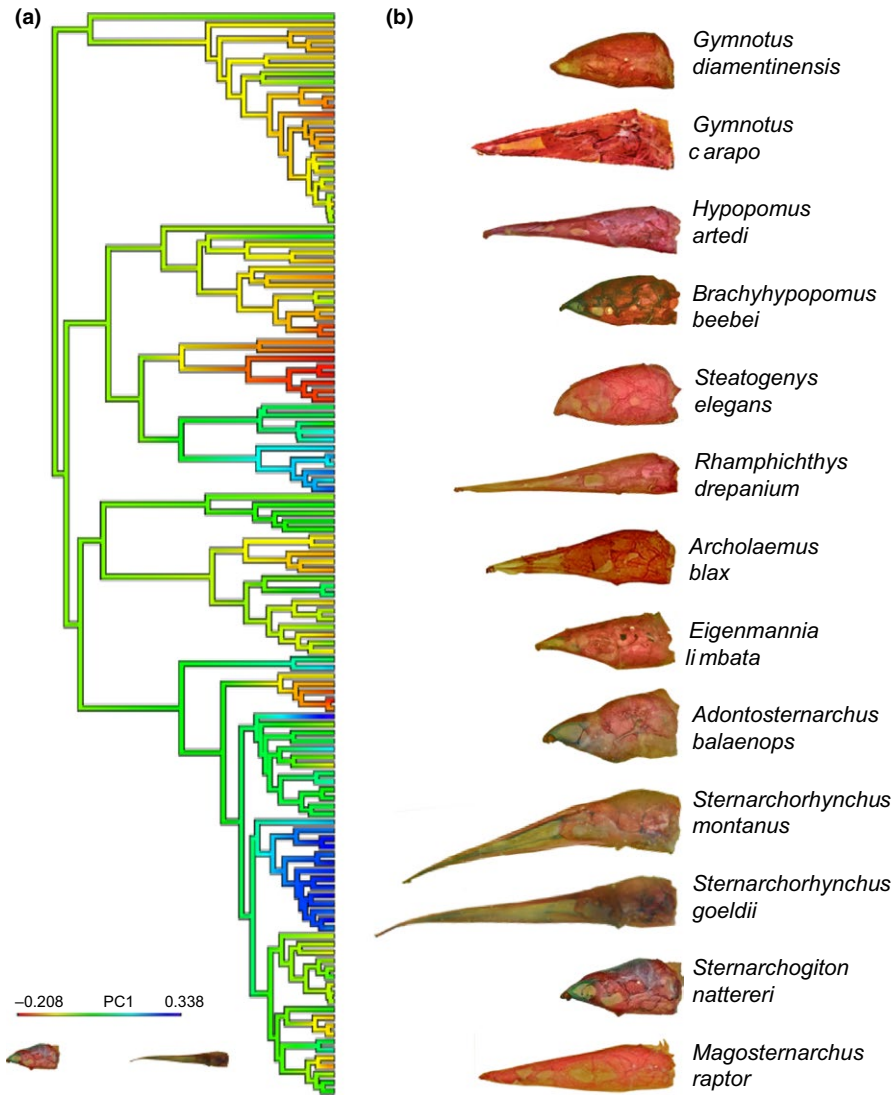 (a)
(b)
Gymnotus
diamentinensis
Gymnotus
c arapo
Hypopomus
artedi
Brachyhypopomus
beebei
Steatogenys
elegans
Rhamphichthys
drepanium
Archolaemus
blax
Eigenmannia
li mbata
Adontosternarchus
balaenops
Sternarchorhynchus
montanus
Sternarchorhynchus
goeldii
Sternarchogiton
nattereri
Magosternarchus
raptor
–0.208 PC1 0.338